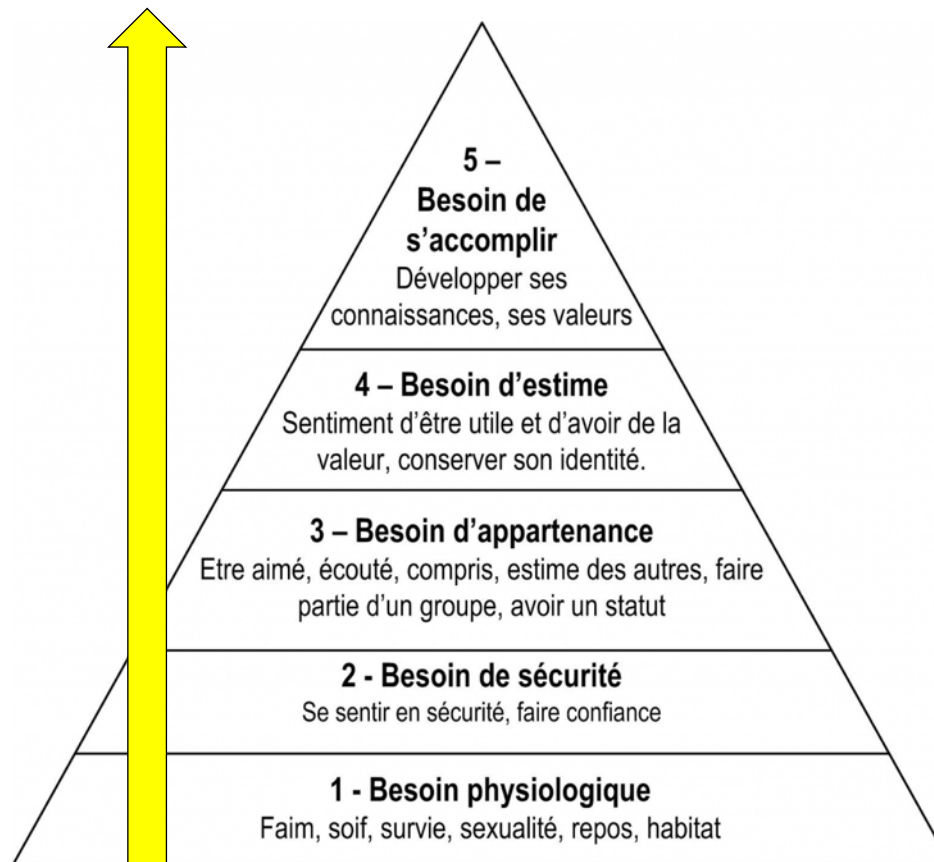 5 –
Besoin de
s’accomplir
Développer ses
connaissances, ses valeurs
4 – Besoin d’estime
Sentiment d’être utile et d’avoir de la
valeur, conserver son identité.
3 – Besoin d’appartenance
Etre aimé, écouté, compris, estime des autres, faire
partie d’un groupe, avoir un statut
2 - Besoin de sécurité
Se sentir en sécurité, faire confiance
1 - Besoin physiologique
Faim, soif, survie, sexualité, repos, habitat